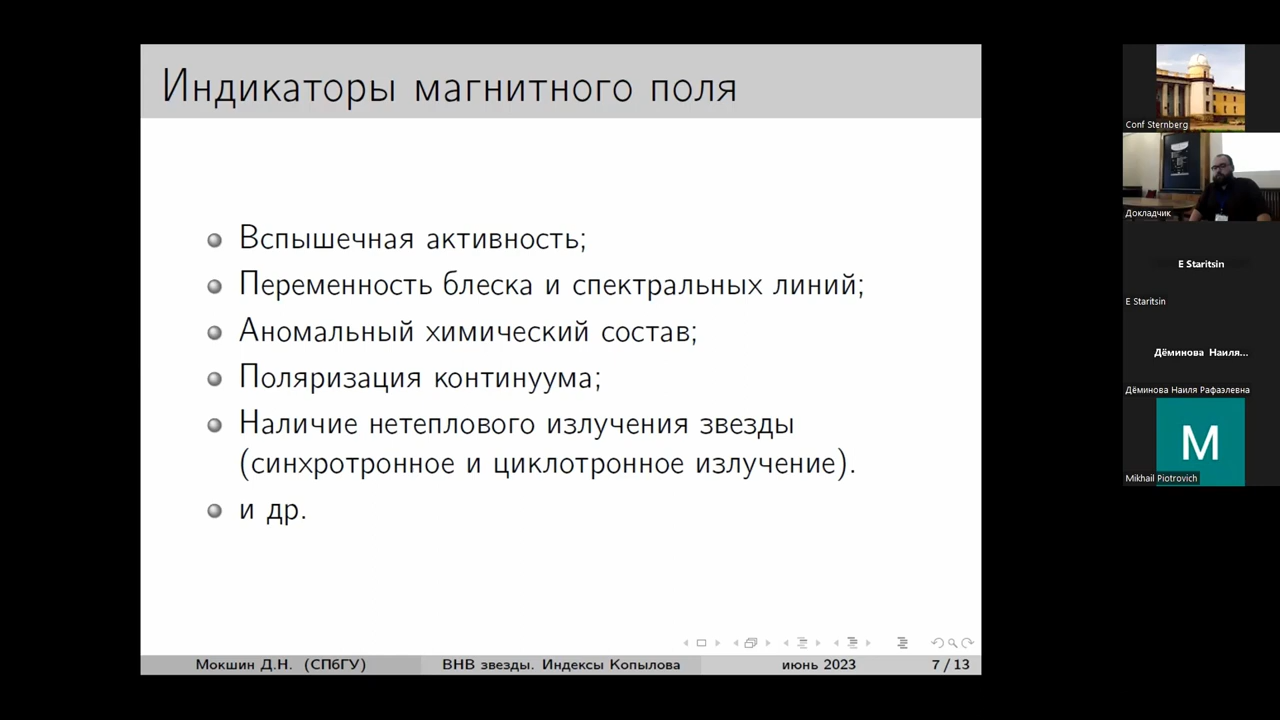 Индикаторы магнитного поля
Вспышечная активность;
Переменность блеска и спектральных линий;
Аномальный химический состав;
Поляризация континуума;
Наличие нетеплового излучения звезды
(синхротронное и циклотронное излучение).
и др.
Мокшин Д.Н. (СПбГУ)
ВНВ звезды. Индексы Копылова
июнь 2023
7 / 13
Conf Sternberg
Докладчик
E Staritsin
E Staritsin
Дёминова Наиля...
Дёминова Наиля Рафаэлевна
M
Mikhail Piotrovich